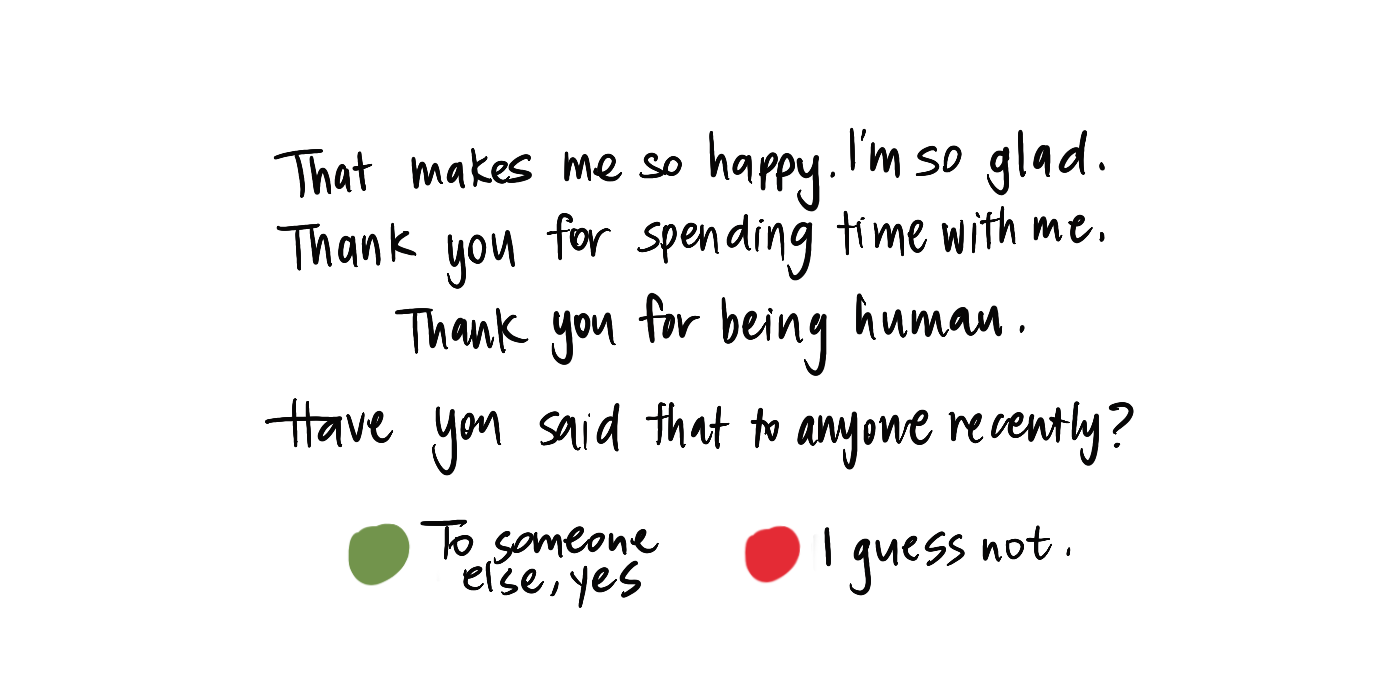 That makes me so happy. I'm so glad.
Thank you for spending time with me.
Thank you for being human.
Have you said that to anyone recently?
To someone
else, yes
I guess not.